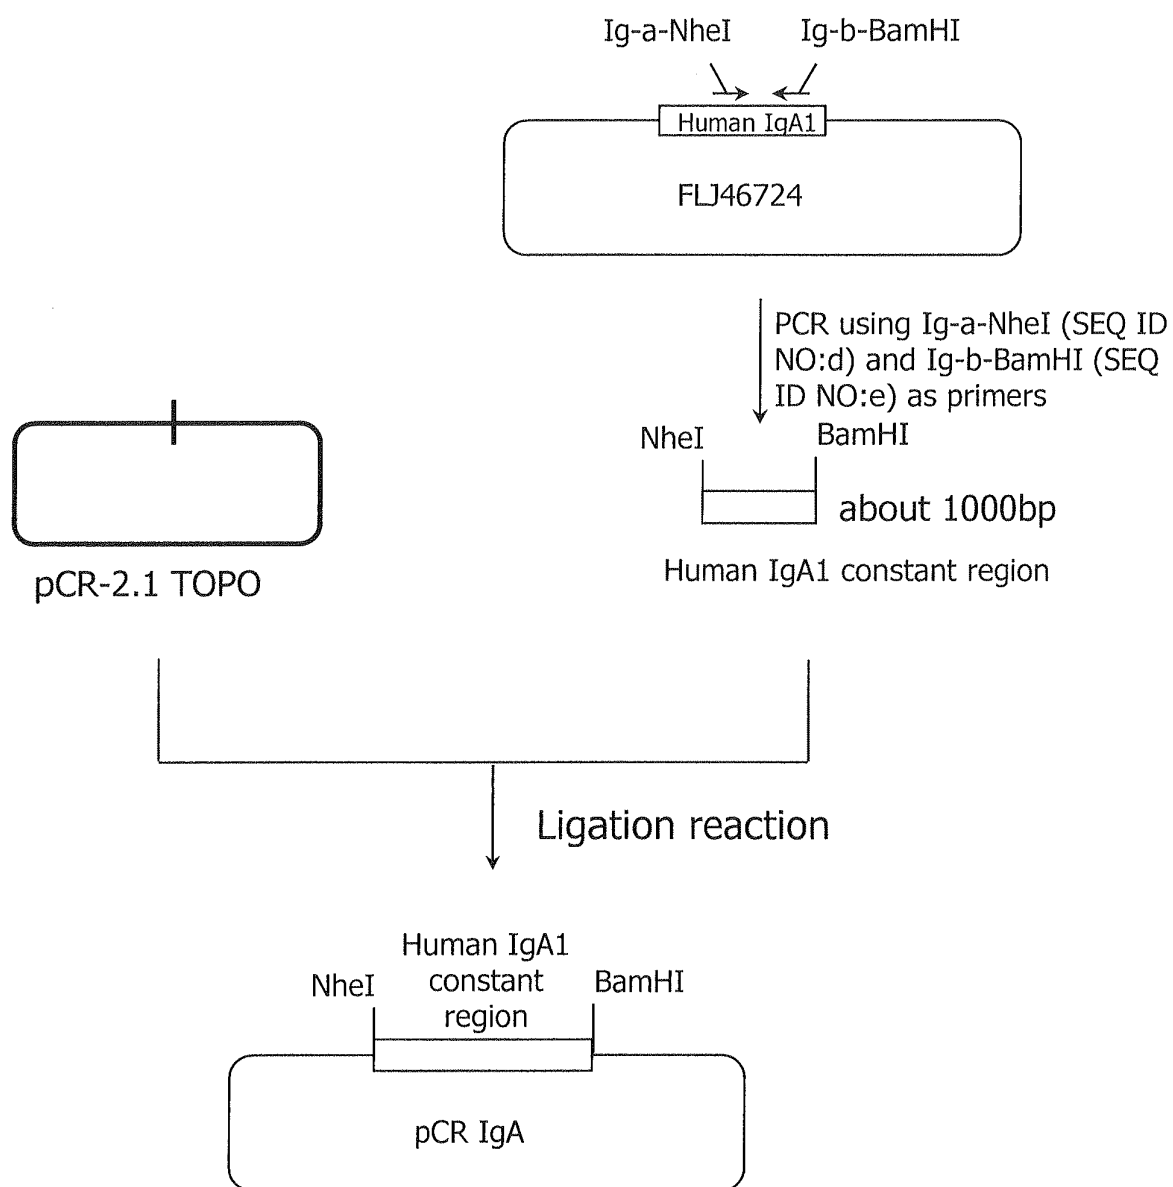 Ig-a-NheI Ig-b-BamHI
Human IgA1
FLJ46724
PCR using Ig-a-NheI (SEQ ID
NO:d) and Ig-b-BamHI (SEQ
ID NO:e) as primers
NheI BamHI
about 1000bp
Human IgA1 constant region
pCR-2.1 TOPO
Ligation reaction
Human IgA1
constant
region
NheI BamHI
pCR IgA